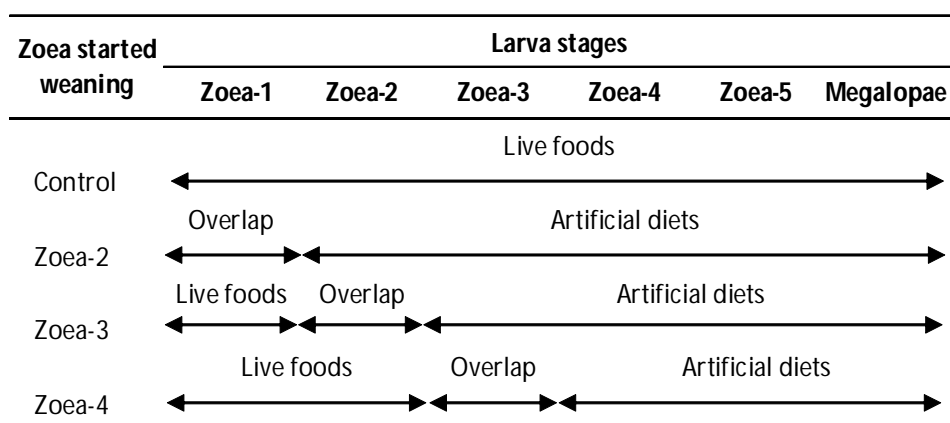 Zoea started weaning
Larva stages
Zoea-1 Zoea-2 Zoea-3 Zoea-4 Zoea-5 Megalopae
Live foods
Control
Overlap Artificial diets
Zoea-2
Live foods Overlap Artificial diets
Zoea-3
Live foods Overlap Artificial diets
Zoea-4